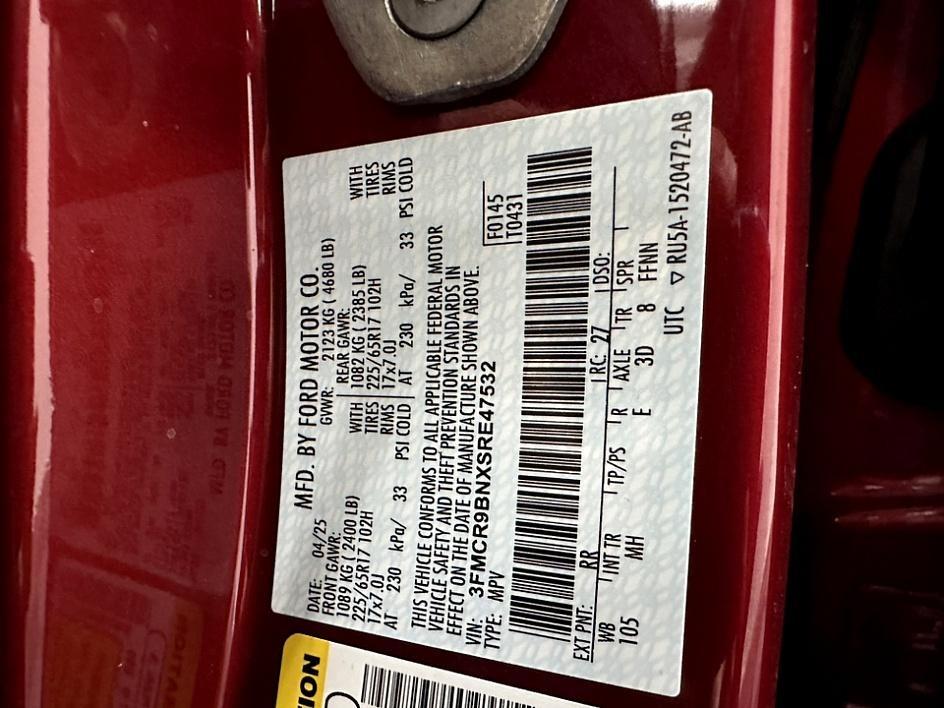 MFD. BY FORD MOTOR CO.
DATE: 04/25 GVWR: 2123 KG ( 4680 LB)
FRONT GAWR: REAR GAWR:
1089 KG ( 2400 LB) WITH 1082 KG ( 2385 LB) WITH
225/65R17 102H TIRES 225/65R17 102H TIRES
17x7.0J RIMS 17x7.0J RIMS
AT 230 kPa/ 33 PSI COLD AT 230 kPa/ 33 PSI COLD
THIS VEHICLE CONFORMS TO ALL APPLICABLE FEDERAL MOTOR
VEHICLE SAFETY AND THEFT PREVENTION STANDARDS IN
EFFECT ON THE DATE OF MANUFACTURE SHOWN ABOVE.
VIN: 3FMCR9BNXSRE47532 F0145
TYPE: MPV T0431
EXT PNT: RR RC: 27 DSO:
WB INT TR TP/PS R AXLE TR SPR
105 MH E 3D 8 FFNN
UTC ▽ RU5A-1520472-AB